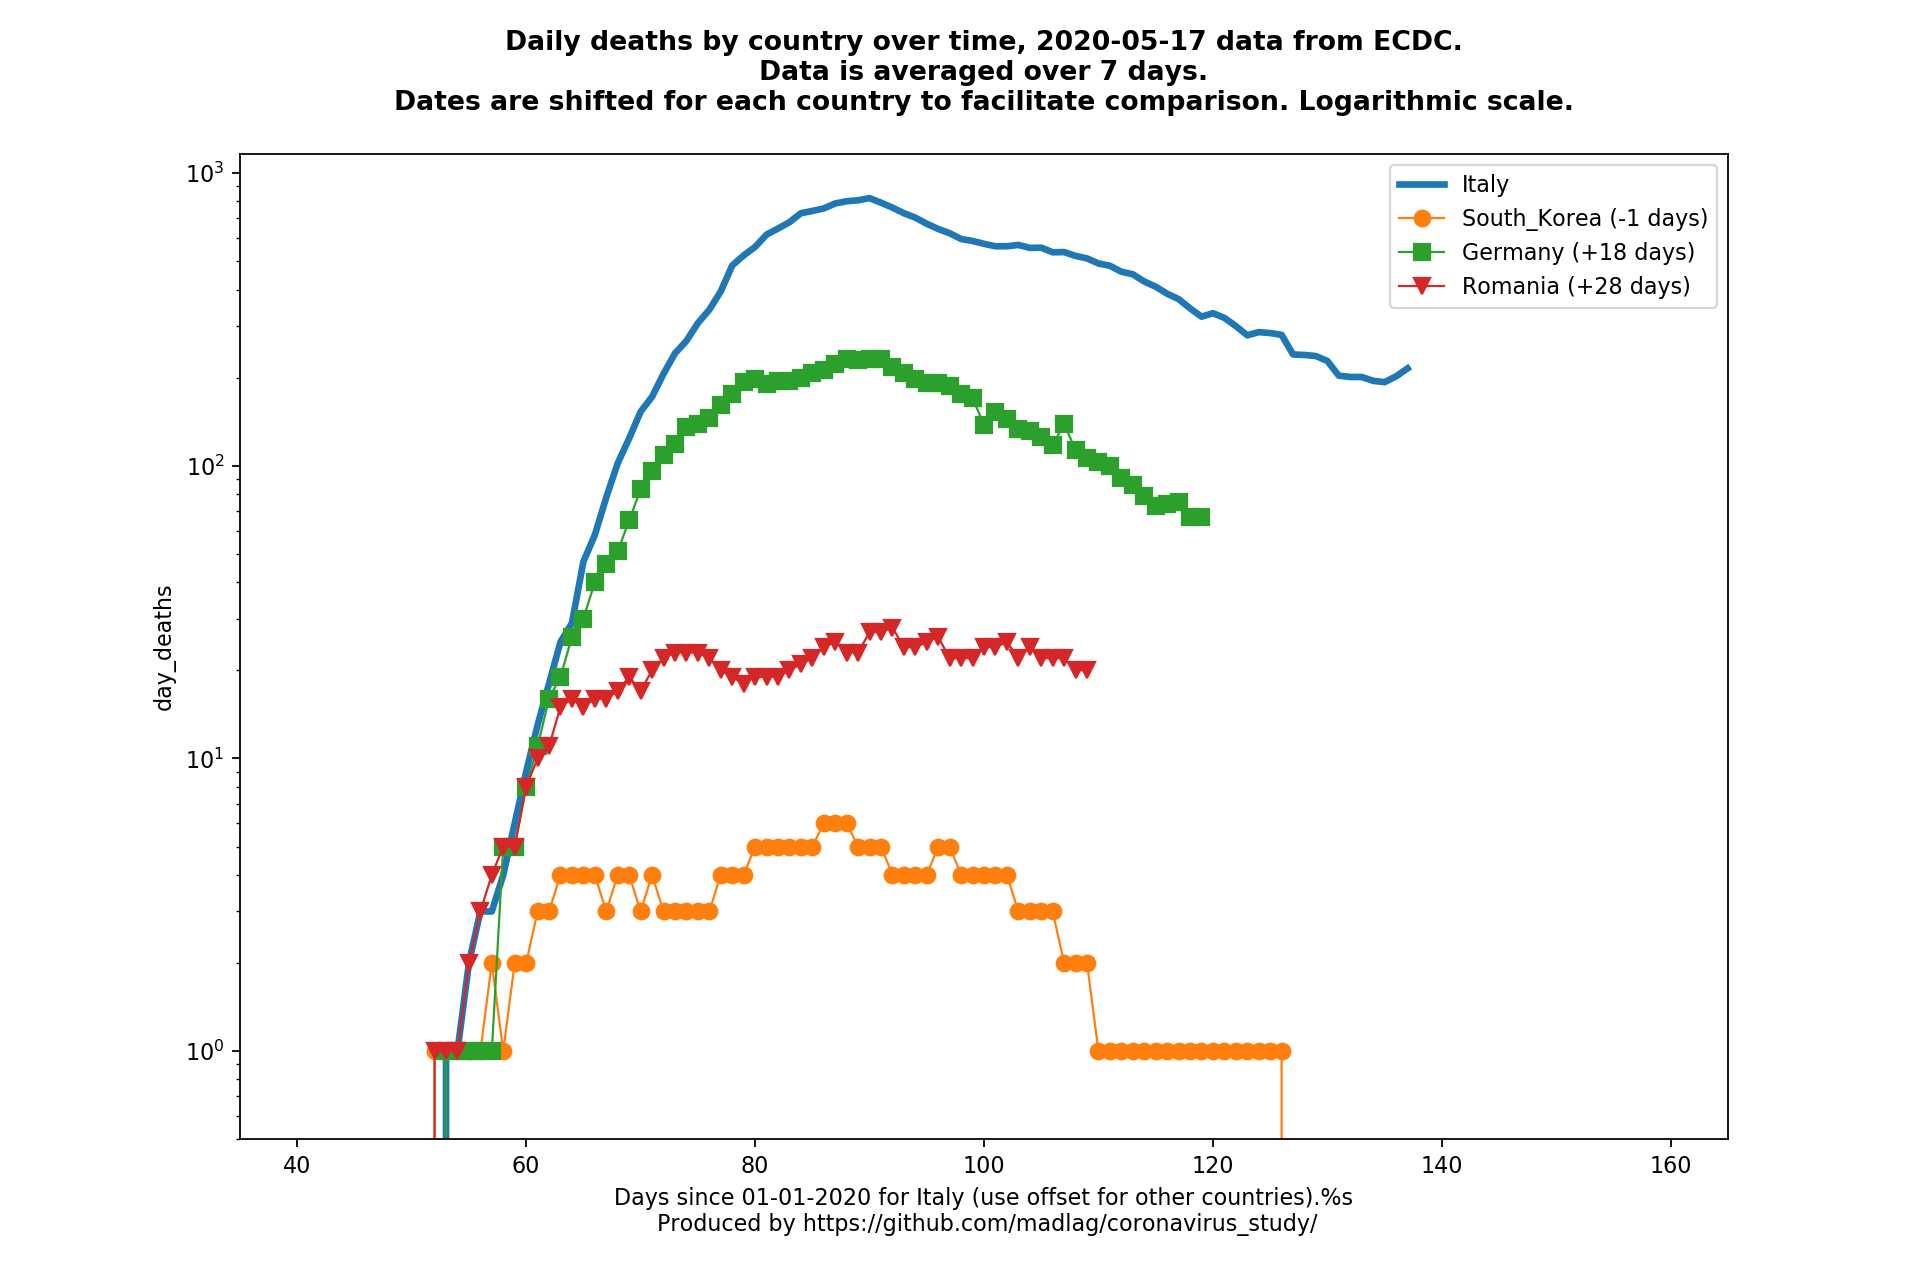 Daily deaths by country over time, 2020-05-17 data from ECDC.
Data is averaged over 7 days.
Dates are shifted for each country to facilitate comparison. Logarithmic scale.
10³
10²
10¹
10⁰
day_deaths
Italy
South_Korea (-1 days)
Germany (+18 days)
Romania (+28 days)
40 60 80 100 120 140 160
Days since 01-01-2020 for Italy (use offset for other countries).%s
Produced by https://github.com/madlag/coronavirus_study/